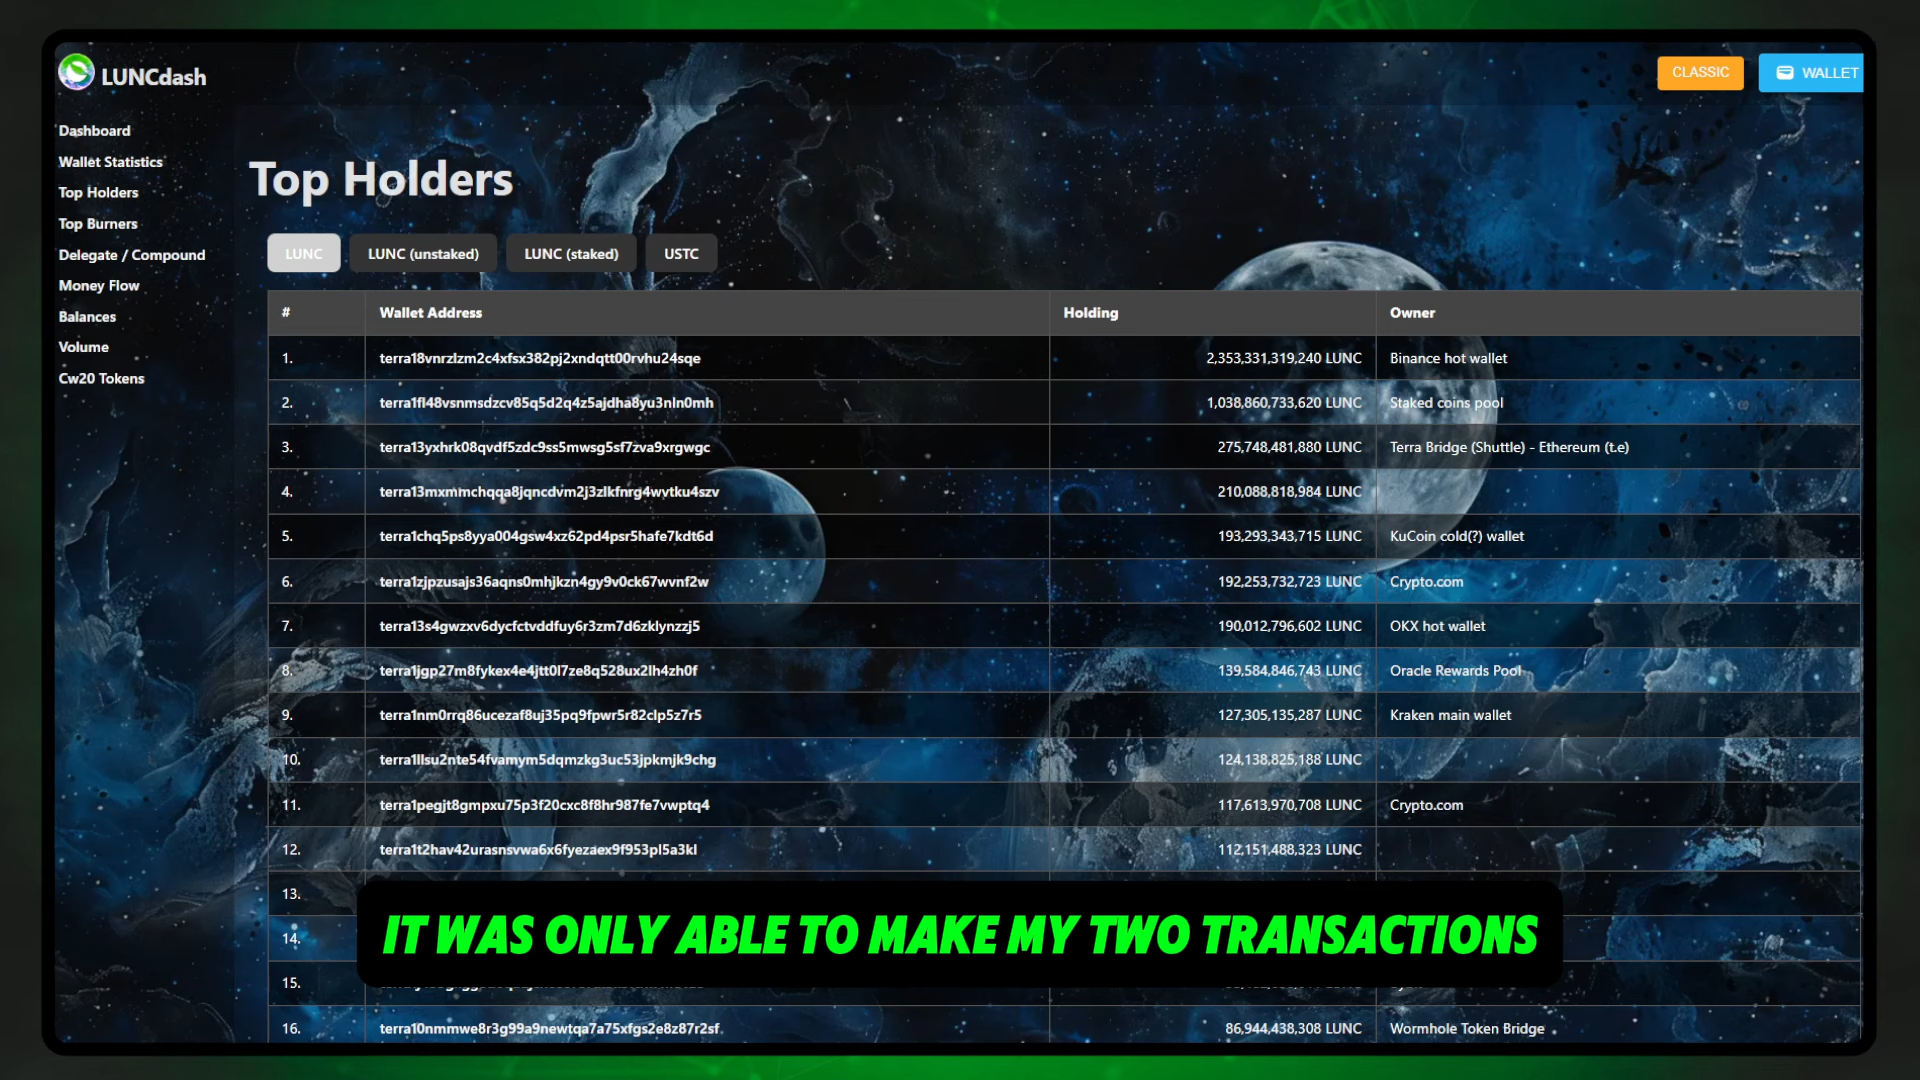 LUNCdash
CLASSIC
WALLET
Dashboard
Wallet Statistics
Top Holders
Top Burners
Delegate / Compound
Money Flow
Balances
Volume
Cw20 Tokens
Top Holders
LUNC LUNC (unstaked) LUNC (staked) USTC
# Wallet Address Holding Owner
1. terra18vnrzlzm2c4xfsx382pj2xndqtt00rvhu24sqe 2,353,331,319,240 LUNC Binance hot wallet
2. terra1fl48vsnmsdzcv85q5d2q4z5ajdha8yu3nln0mh 1,038,860,733,620 LUNC Staked coins pool
3. terra13yxhrk08qvdf5zdc9ss5mwsg5sf7zva9xrgwgc 275,748,481,880 LUNC Terra Bridge (Shuttle) - Ethereum (t.e)
4. terra13mxmmchqqa8jqncdvm2j3zlkfnrg4wytku4szv 210,088,818,984 LUNC
5. terra1chq5ps8yya004gsw4xz62pd4psr5hafe7kdt6d 193,293,343,715 LUNC KuCoin cold(?) wallet
6. terra1zjpzusajs36aqns0mhjkzn4gy9v0ck67wvnf2w 192,253,732,723 LUNC Crypto.com
7. terra13s4gwzxv6dycfctvddfuy6r3zm7d6zklynzzj5 190,012,796,602 LUNC OKX hot wallet
8. terra1jgp27m8fykex4e4jtt0l7ze8q528ux2lh4zh0f 139,584,846,743 LUNC Oracle Rewards Pool
9. terra1nm0rrq86ucezaf8uj35pq9fpwr5r82clp5z7r5 127,305,135,287 LUNC Kraken main wallet
10. terra1llsu2nte54fvamym5dqmzkg3uc53jpkmjk9chg 124,138,825,188 LUNC
11. terra1pegjt8gmpxu75p3f20cxc8f8hr987fe7vwptq4 117,613,970,708 LUNC Crypto.com
12. terra1t2hav42urasnsvwa6x6fyezaex9f953pl5a3kl 112,151,488,323 LUNC
13.
14.
IT WAS ONLY ABLE TO MAKE MY TWO TRANSACTIONS
15.
16. terra10nmmwe8r3g99a9newtqa7a75xfgs2e8z87r2sf 86,944,438,308 LUNC Wormhole Token Bridge